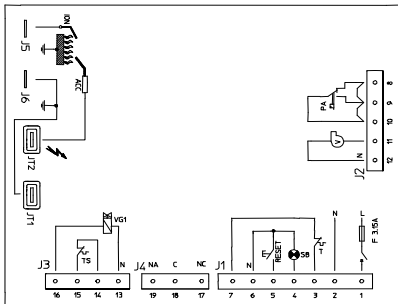 J5
ION
J6
ACC
JT2
JT1
8
9
10
11
12
PA
V
N
J2
VG1
TS
J3
N
16
15
14
13
J4
NA
C
NC
19
18
17
J1
N
E
RESET
SB
T
N
L
F 3.15A
7
6
5
4
3
2
1